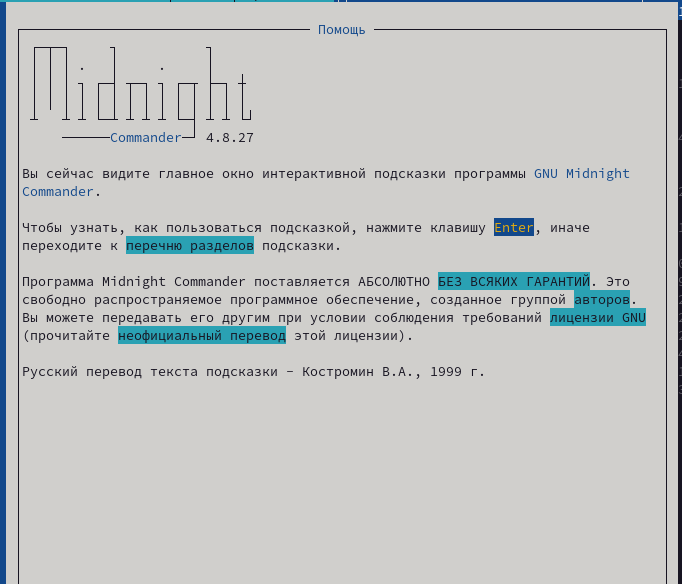 Помощь
Midnight
Commander 4.8.27
Вы сейчас видите главное окно интерактивной подсказки программы GNU Midnight
Commander.
Чтобы узнать, как пользоваться подсказкой, нажмите клавишу Enter, иначе
переходите к перечню разделов подсказки.
Программа Midnight Commander поставляется АБСОЛЮТНО БЕЗ ВСЯКИХ ГАРАНТИЙ. Это
свободно распространяемое программное обеспечение, созданное группой авторов.
Вы можете передавать его другим при условии соблюдения требований лицензии GNU
(прочитайте неофициальный перевод этой лицензии).
Русский перевод текста подсказки - Костромин В.А., 1999 г.